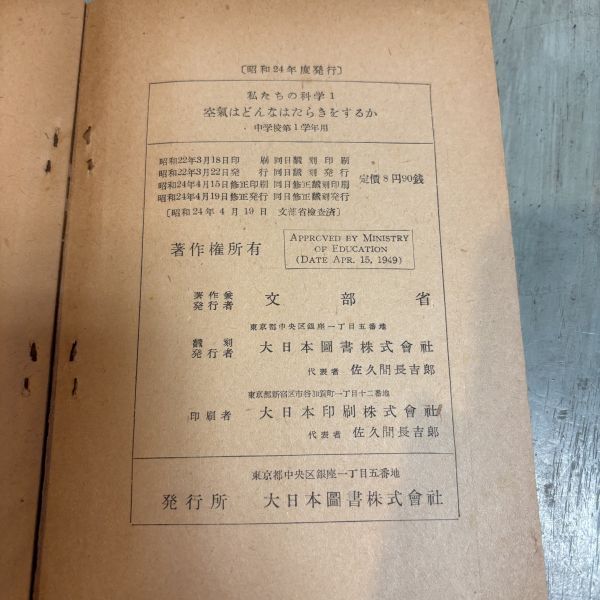 〔昭和24年度発行〕
私たちの科学1
空氣はどんなはたらきをするか
中学校第1学年用
昭和22年3月18日印刷 同日飜刻印刷
昭和22年3月22日発行 同日飜刻発行
昭和24年4月15日修正印刷 同日修正飜刻印刷
昭和24年4月19日修正発行 同日修正飜刻発行
定價8円90銭
〔昭和24年4月19日 文部省檢査済〕
著作権所有
APPROVED BY MINISTRY
OF EDUCATION
(DATE APR. 15, 1949)
著作兼
発行者 文部省
東京都中央区銀座一丁目五番地
飜刻
発行者 大日本圖書株式會社
代表者 佐久間長吉郎
東京都新宿区市谷加賀町一丁目十二番地
印刷者 大日本印刷株式會社
代表者 佐久間長吉郎
東京都中央区銀座一丁目五番地
発行所 大日本圖書株式會社